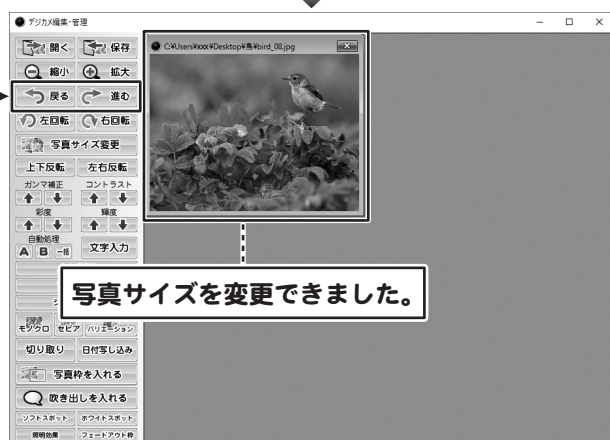 デジカメ編集・管理
開く 保存
縮小 拡大
戻る 進む
左回転 右回転
写真サイズ変更
上下反転 左右反転
ガンマ補正 コントラスト
彩度 輝度
自動処理
A B 一括 文字入力
C:¥Users¥xxx¥Desktop¥鳥¥bird_08.jpg
写真サイズを変更できました。
モノクロ セピア バリエーション
切り取り 日付写し込み
写真枠を入れる
吹き出しを入れる
ソフトスポット ホワイトスポット
照明効果 フェードアウト枠